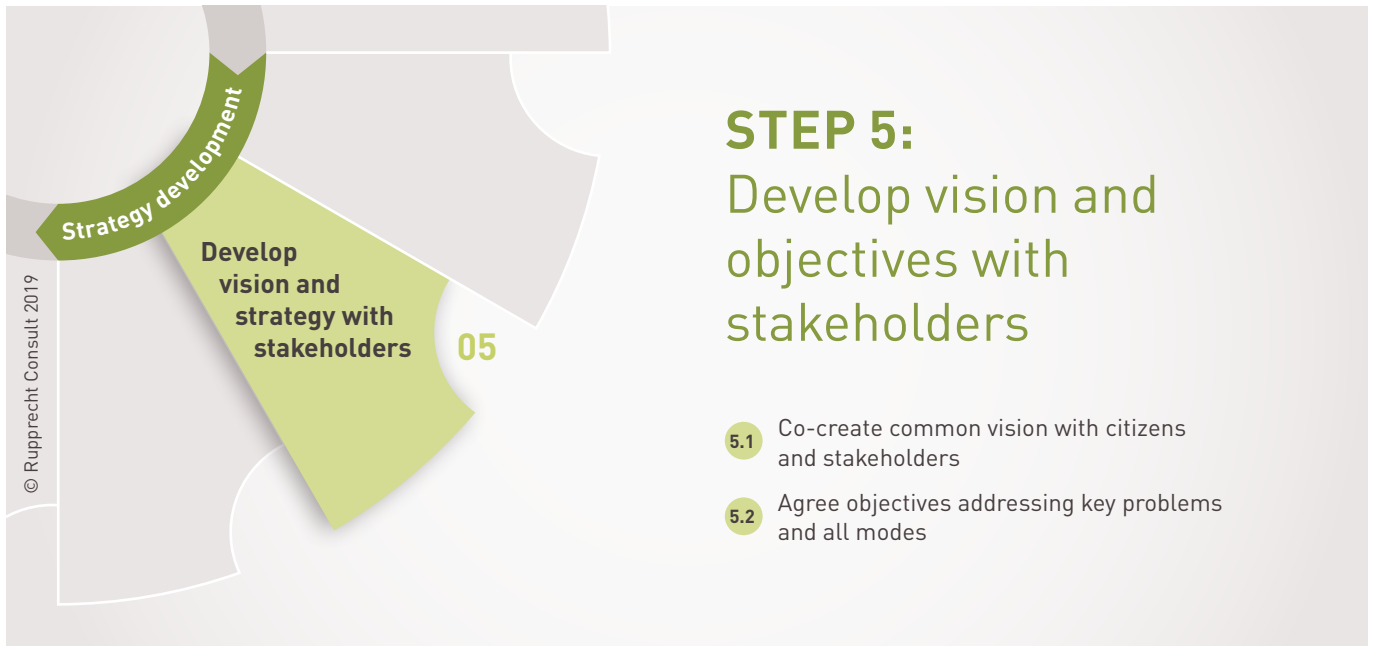 Strategy development
Develop
vision and
strategy with
stakeholders
05
© Rupprecht Consult 2019
STEP 5:
Develop vision and
objectives with
stakeholders
5.1 Co-create common vision with citizens
and stakeholders
5.2 Agree objectives addressing key problems
and all modes